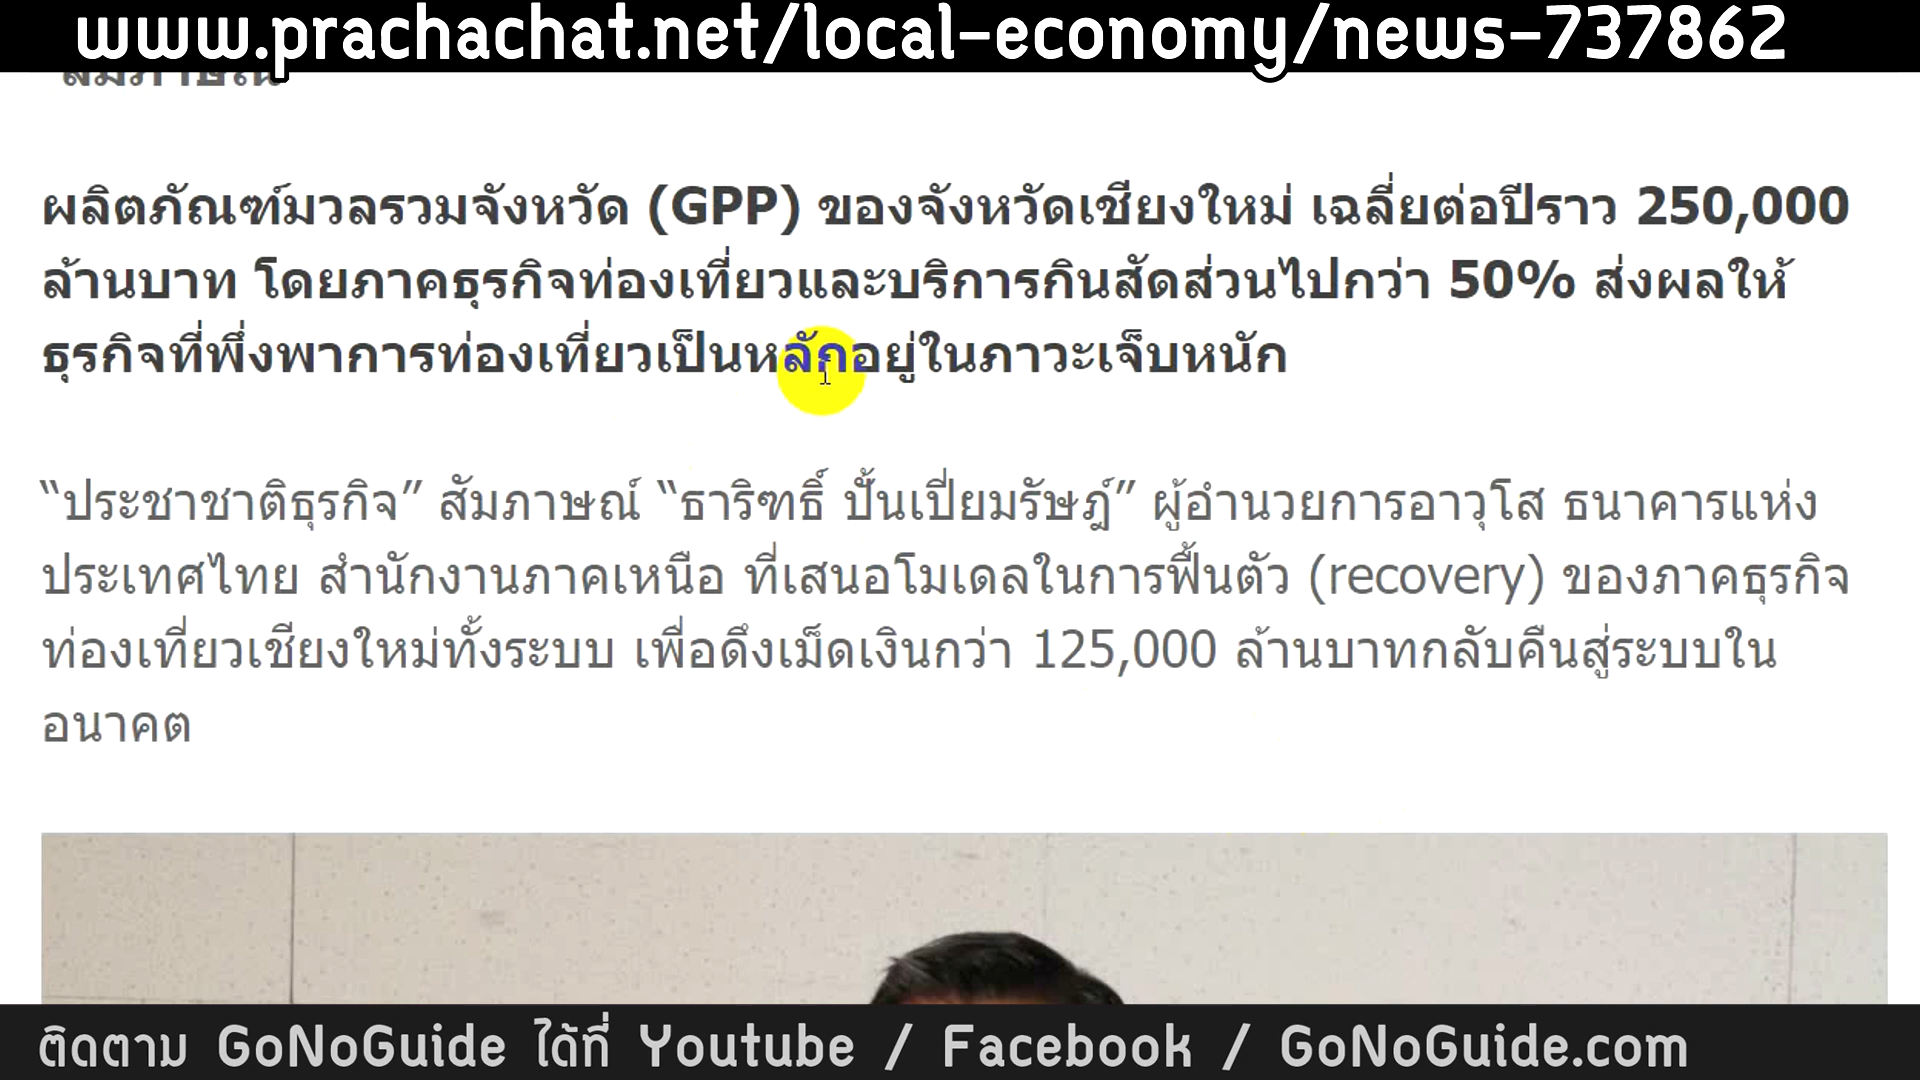 www.prachachat.net/local-economy/news-737862
ผลิตภัณฑ์มวลรวมจังหวัด (GPP) ของจังหวัดเชียงใหม่ เฉลี่ยต่อปีราว 250,000
ล้านบาท โดยภาคธุรกิจท่องเที่ยวและบริการกินสัดส่วนไปกว่า 50% ส่งผลให้
ธุรกิจที่พึ่งพาการท่องเที่ยวเป็นหลักอยู่ในภาวะเจ็บหนัก
“ประชาชาติธุรกิจ” สัมภาษณ์ “ธาริฑธิ์ ปั้นเปี่ยมรัษฎ์” ผู้อำนวยการอาวุโส ธนาคารแห่ง
ประเทศไทย สำนักงานภาคเหนือ ที่เสนอโมเดลในการฟื้นตัว (recovery) ของภาคธุรกิจ
ท่องเที่ยวเชียงใหม่ทั้งระบบ เพื่อดึงเม็ดเงินกว่า 125,000 ล้านบาทกลับคืนสู่ระบบใน
อนาคต
ติดตาม GoNoGuide ได้ที่ Youtube / Facebook / GoNoGuide.com